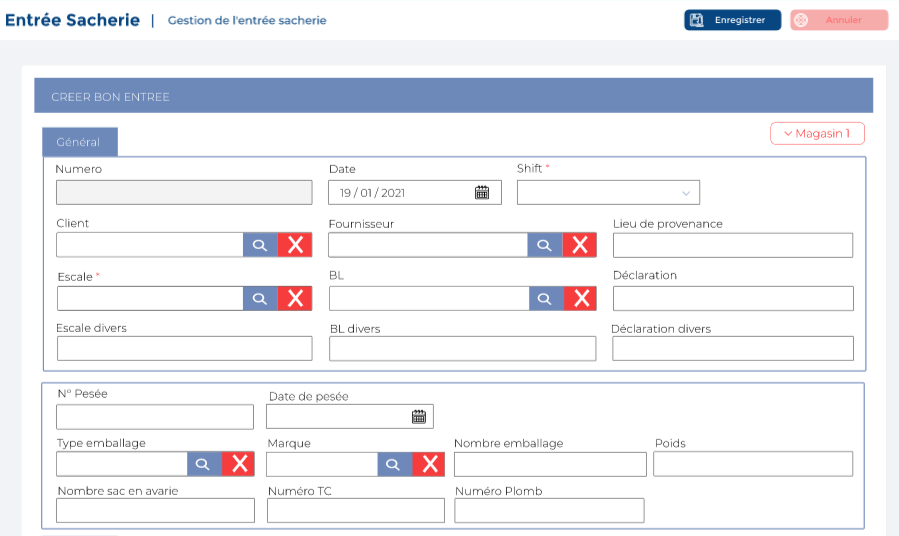 Entrée Sacherie | Gestion de l'entrée sacherie Enregistrer Annuler
CREER BON ENTREE
Général Magasin 1
Numero Date Shift *
19 / 01 / 2021
Client Fournisseur Lieu de provenance
Escale * BL Déclaration
Escale divers BL divers Déclaration divers
N° Pesée Date de pesée
Type emballage Marque Nombre emballage Poids
Nombre sac en avarie Numéro TC Numéro Plomb